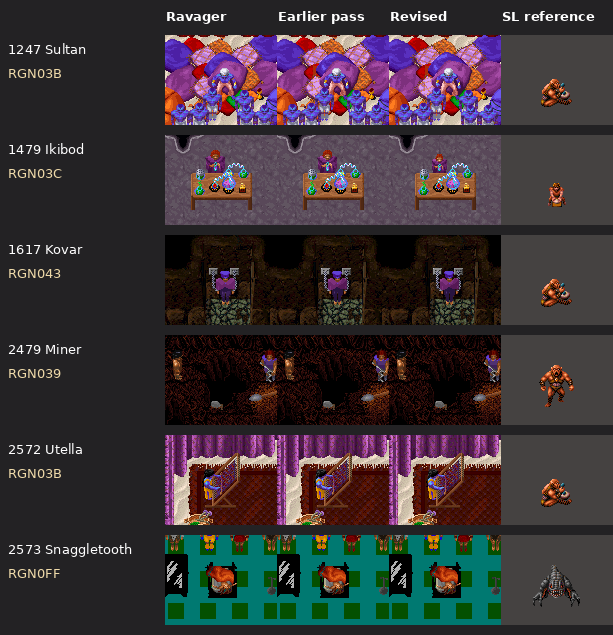 Ravager Earlier pass Revised SL reference
1247 Sultan
RGN03B
1479 Ikibod
RGN03C
1617 Kovar
RGN043
2479 Miner
RGN039
2572 Utella
RGN03B
2573 Snaggletooth
RGN0FF